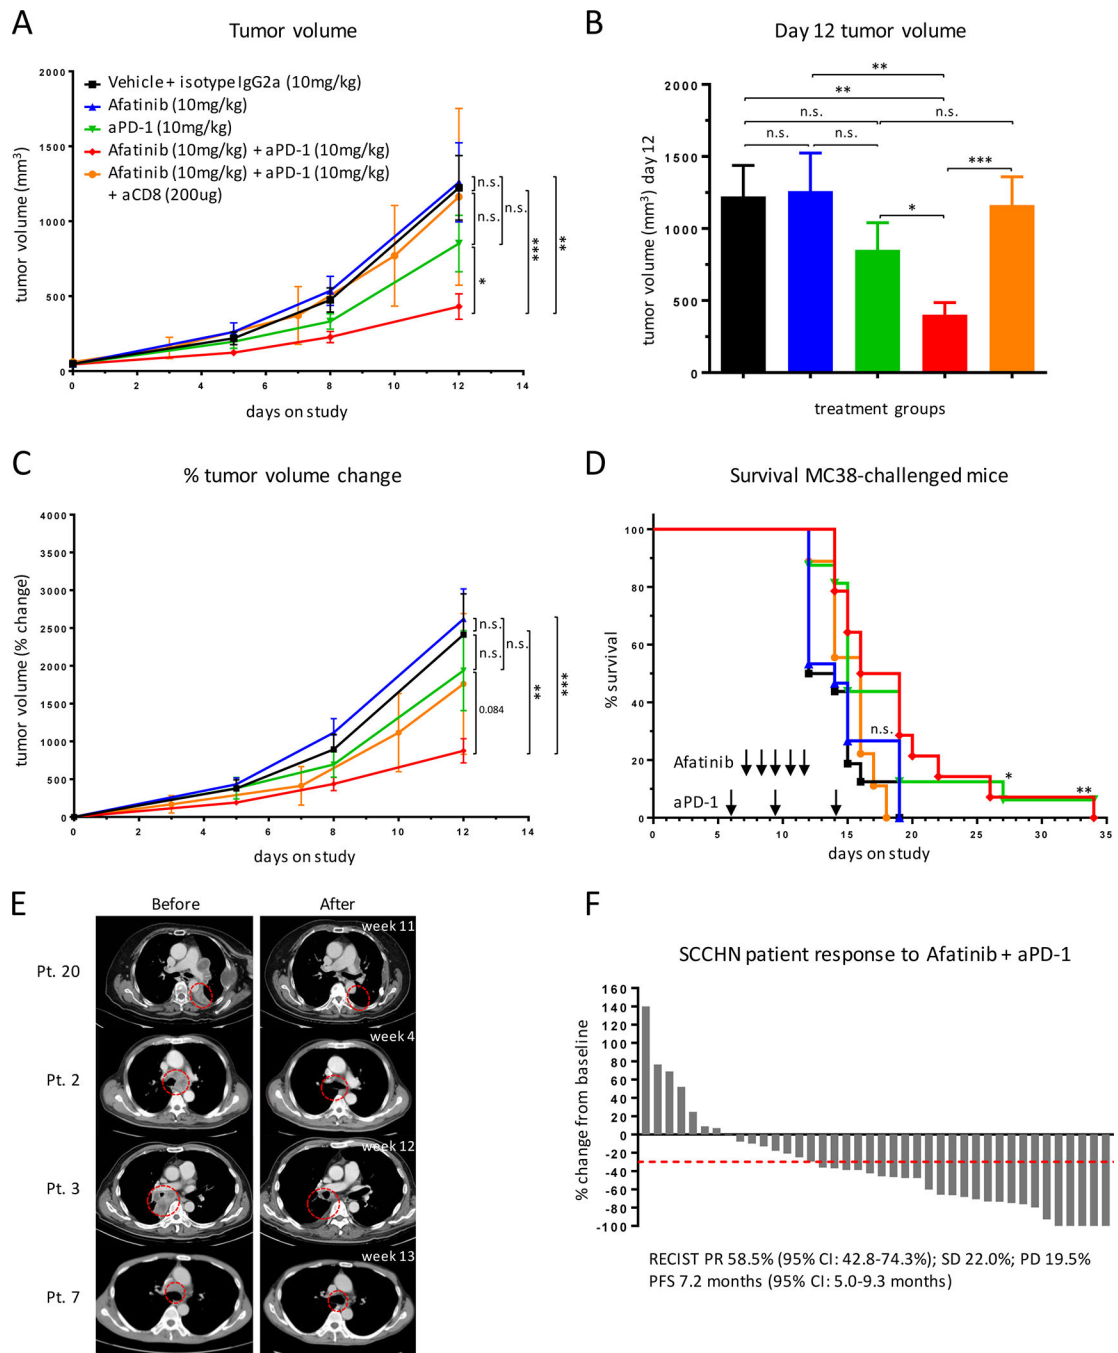 A
Tumor volume
tumor volume (mm³)
2000
1500
1000
500
0
0 2 4 6 8 10 12 14
days on study
Vehicle + isotype IgG2a (10mg/kg)
Afatinib (10mg/kg)
aPD-1 (10mg/kg)
Afatinib (10mg/kg) + aPD-1 (10mg/kg)
Afatinib (10mg/kg) + aPD-1 (10mg/kg)
+ aCD8 (200ug)
n.s.
n.s.
n.s.
*
***
**
B
Day 12 tumor volume
tumor volume (mm³) day 12
2000
1500
1000
500
0
**
**
n.s.
n.s.
n.s.
n.s.
***
*
treatment groups
C
% tumor volume change
tumor volume (% change)
4000
3500
3000
2500
2000
1500
1000
500
0
0 2 4 6 8 10 12 14
days on study
n.s.
n.s.
n.s.
0.084
**
***
D
Survival MC38-challenged mice
% survival
100
80
60
40
20
0
0 5 10 15 20 25 30 35
days on study
Afatinib
aPD-1
n.s.
*
**
E
Before After
Pt. 20
week 11
Pt. 2
week 4
Pt. 3
week 12
Pt. 7
week 13
F
SCCHN patient response to Afatinib + aPD-1
% change from baseline
160
140
120
100
80
60
40
20
0
-20
-40
-60
-80
-100
RECIST PR 58.5% (95% CI: 42.8-74.3%); SD 22.0%; PD 19.5%
PFS 7.2 months (95% CI: 5.0-9.3 months)